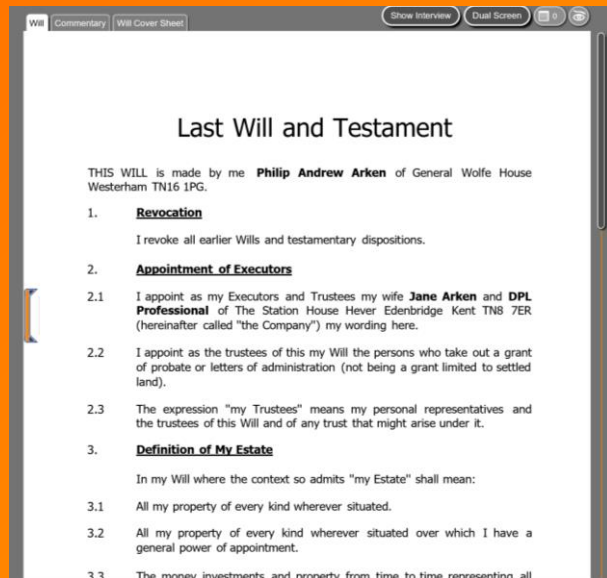 Will Commentary Will Cover Sheet Show Interview Dual Screen 0
Last Will and Testament
THIS WILL is made by me Philip Andrew Arken of General Wolfe House
Westerham TN16 1PG.
1. Revocation
I revoke all earlier Wills and testamentary dispositions.
2. Appointment of Executors
2.1 I appoint as my Executors and Trustees my wife Jane Arken and DPL
Professional of The Station House Hever Edenbridge Kent TN8 7ER
(hereinafter called "the Company") my wording here.
2.2 I appoint as the trustees of this my Will the persons who take out a grant
of probate or letters of administration (not being a grant limited to settled
land).
2.3 The expression "my Trustees" means my personal representatives and
the trustees of this Will and of any trust that might arise under it.
3. Definition of My Estate
In my Will where the context so admits "my Estate" shall mean:
3.1 All my property of every kind wherever situated.
3.2 All my property of every kind wherever situated over which I have a
general power of appointment.
3.3 The money investments and property from time to time representing all